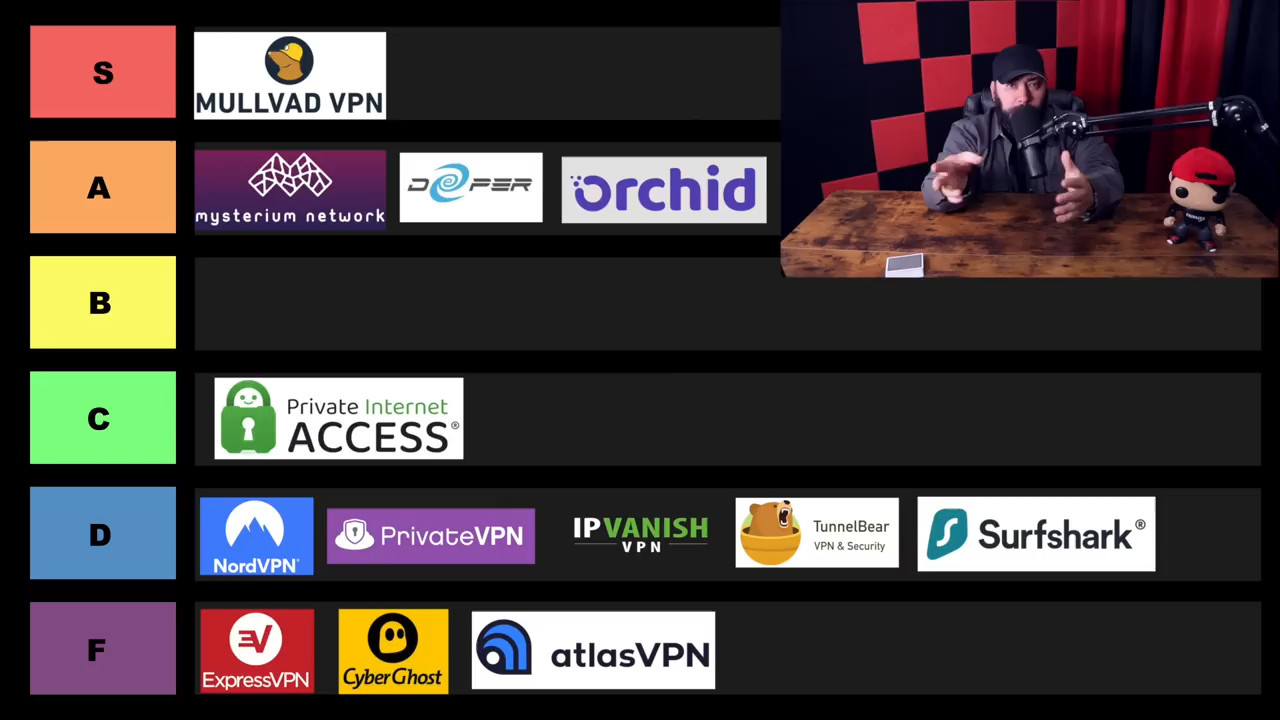 S
MULLVAD VPN
A
mysterium network
DEEPER
orchid
B
C
Private Internet
ACCESS®
D
NordVPN®
PrivateVPN
IPVANISH
VPN
TunnelBear
VPN & Security
Surfshark®
F
EV
ExpressVPN
CyberGhost
atlasVPN